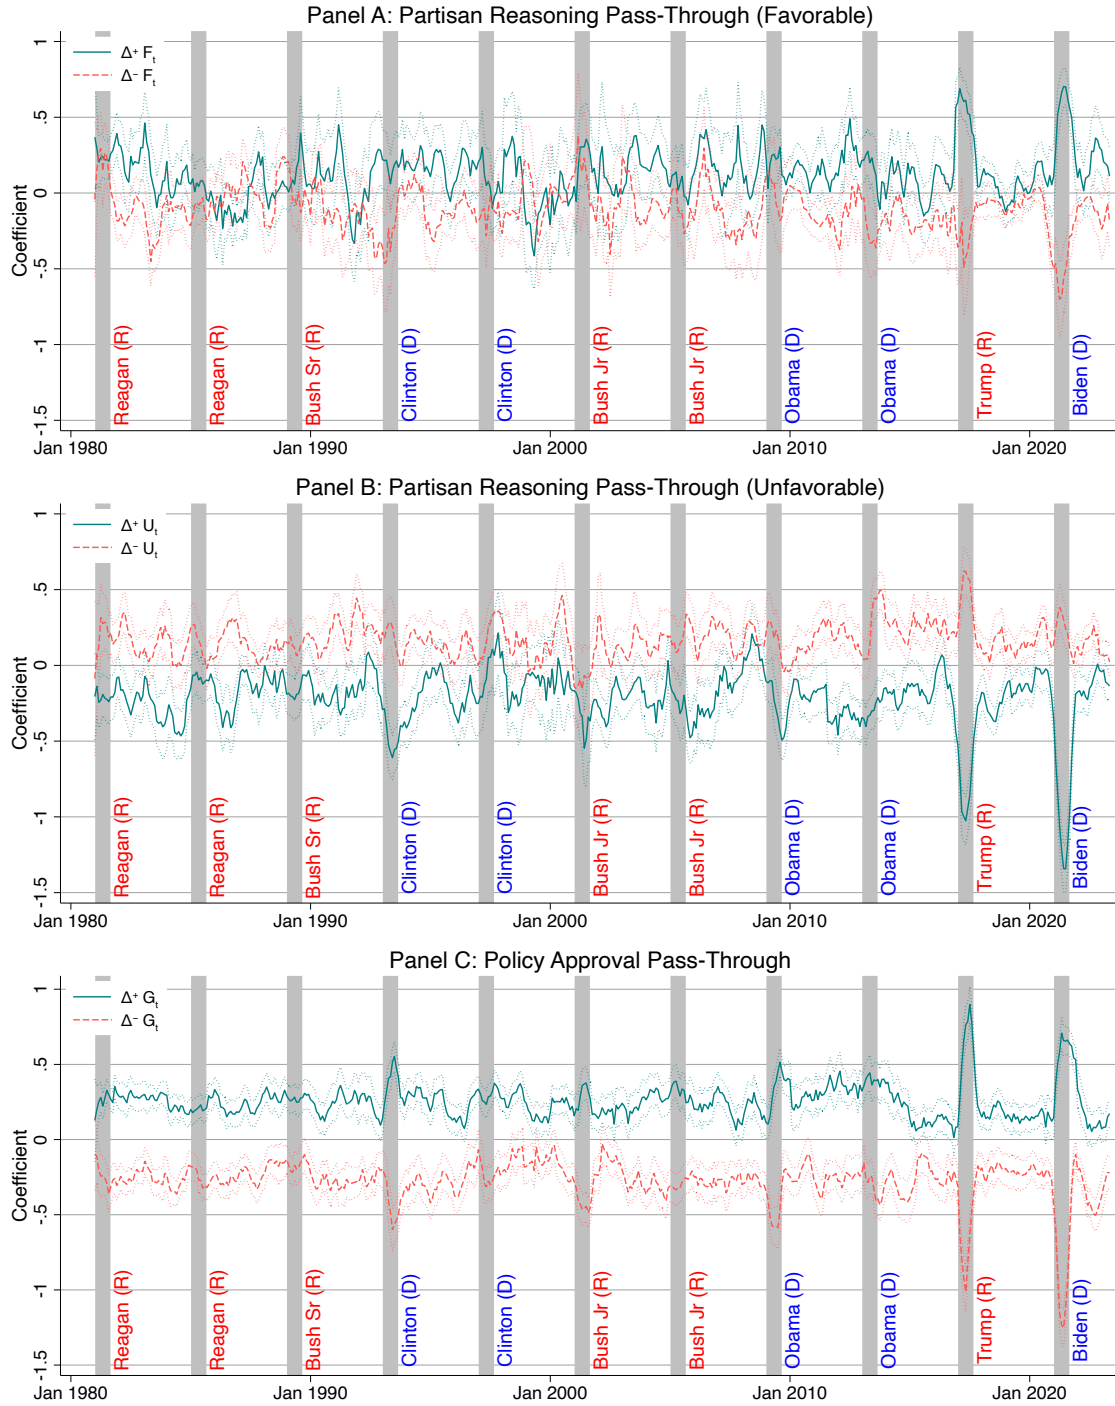 Panel A: Partisan Reasoning Pass-Through (Favorable)
Δ⁺ Fₜ
Δ⁻ Fₜ
Coefficient
1
.5
0
-.5
-1
-1.5
Reagan (R)
Reagan (R)
Bush Sr (R)
Clinton (D)
Clinton (D)
Bush Jr (R)
Bush Jr (R)
Obama (D)
Obama (D)
Trump (R)
Biden (D)
Jan 1980
Jan 1990
Jan 2000
Jan 2010
Jan 2020
Panel B: Partisan Reasoning Pass-Through (Unfavorable)
Δ⁺ Uₜ
Δ⁻ Uₜ
Coefficient
1
.5
0
-.5
-1
-1.5
Reagan (R)
Reagan (R)
Bush Sr (R)
Clinton (D)
Clinton (D)
Bush Jr (R)
Bush Jr (R)
Obama (D)
Obama (D)
Trump (R)
Biden (D)
Jan 1980
Jan 1990
Jan 2000
Jan 2010
Jan 2020
Panel C: Policy Approval Pass-Through
Δ⁺ Gₜ
Δ⁻ Gₜ
Coefficient
1
.5
0
-.5
-1
-1.5
Reagan (R)
Reagan (R)
Bush Sr (R)
Clinton (D)
Clinton (D)
Bush Jr (R)
Bush Jr (R)
Obama (D)
Obama (D)
Trump (R)
Biden (D)
Jan 1980
Jan 1990
Jan 2000
Jan 2010
Jan 2020